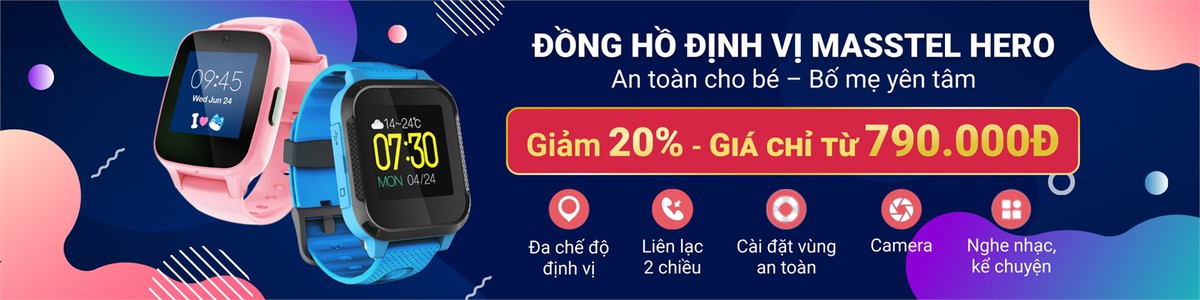 ĐỒNG HỒ ĐỊNH VỊ MASSTEL HERO
An toàn cho bé – Bố mẹ yên tâm
Giảm 20% - GIÁ CHỈ TỪ 790.000Đ
Đa chế độ
định vị
Liên lạc
2 chiều
Cài đặt vùng
an toàn
Camera
Nghe nhạc,
kể chuyện
09:45
Wed Jun 24
I
14~24℃
07:30
MON 04/24